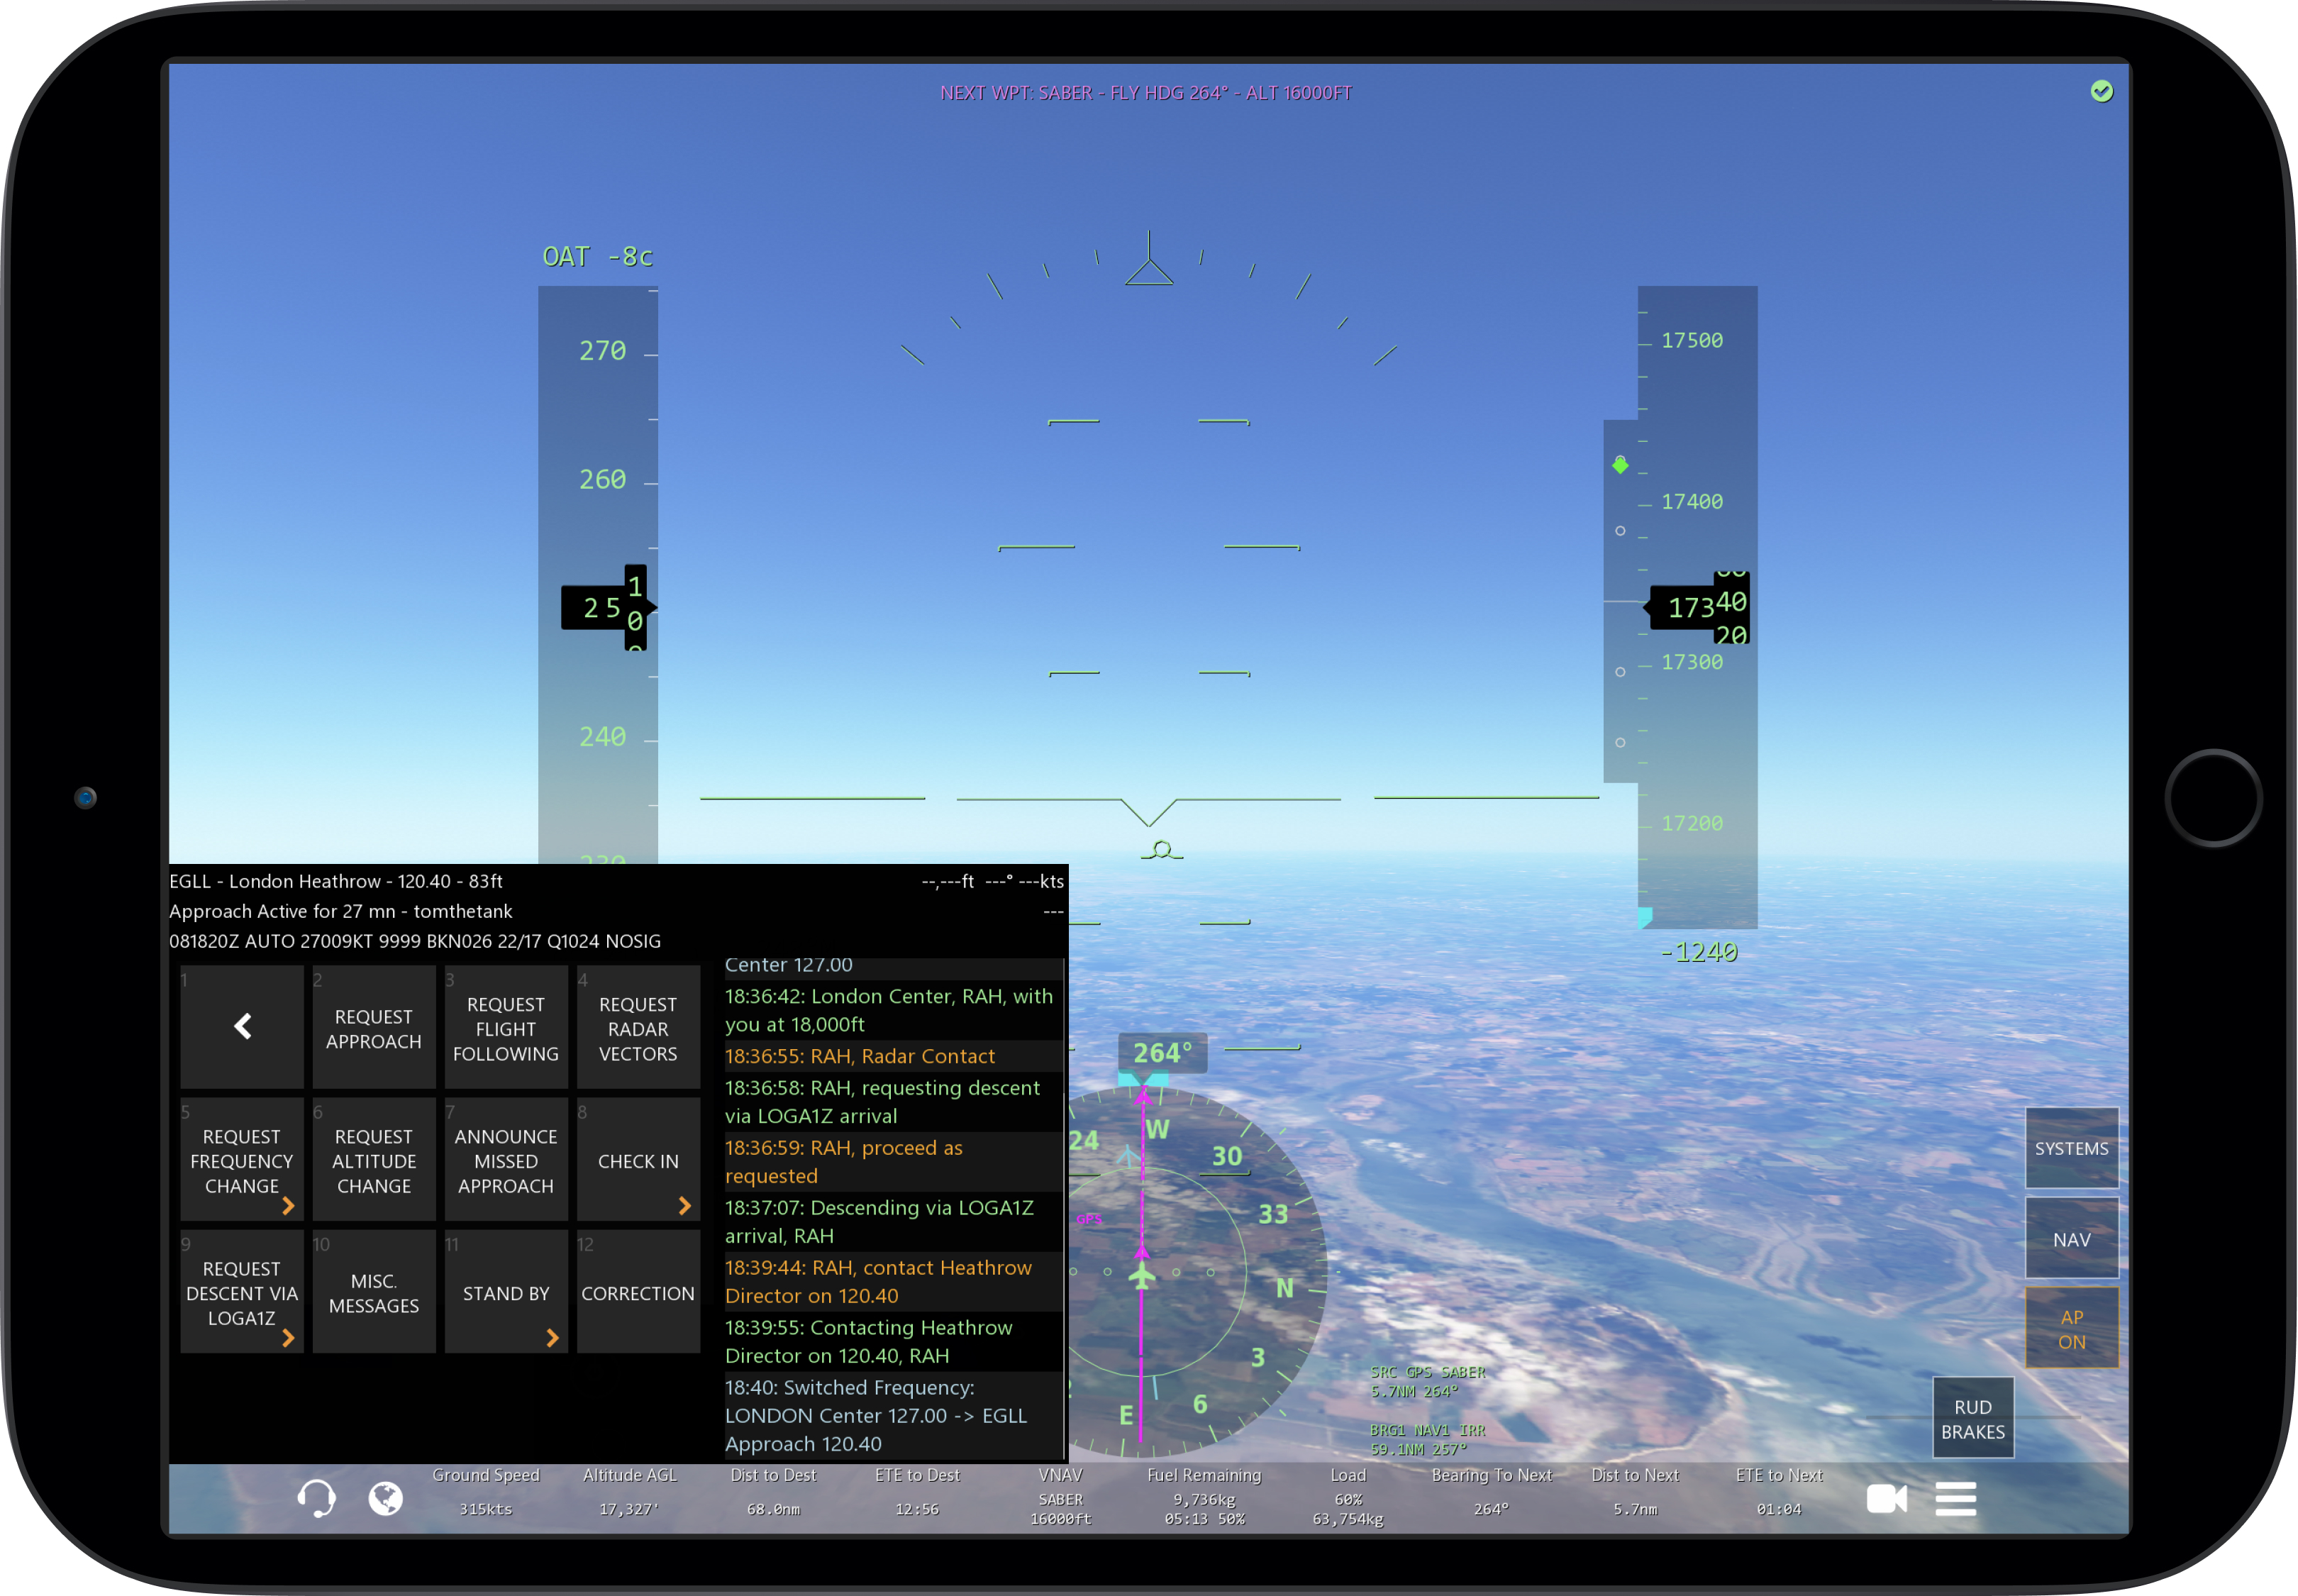 NEXT WPT: SABER - FLY HDG 264° - ALT 16000FT
OAT -8c
270
260
25
1
0
240
17500
17400
173
40
20
17300
17200
-1240
EGLL - London Heathrow - 120.40 - 83ft
--,---ft ---° ---kts
Approach Active for 27 mn - tomthetank
---
081820Z AUTO 27009KT 9999 BKN026 22/17 Q1024 NOSIG
1
2
REQUEST
APPROACH
3
REQUEST
FLIGHT
FOLLOWING
4
REQUEST
RADAR
VECTORS
5
REQUEST
FREQUENCY
CHANGE
6
REQUEST
ALTITUDE
CHANGE
7
ANNOUNCE
MISSED
APPROACH
8
CHECK IN
9
REQUEST
DESCENT VIA
LOGA1Z
10
MISC.
MESSAGES
11
STAND BY
12
CORRECTION
Center 127.00
18:36:42: London Center, RAH, with
you at 18,000ft
18:36:55: RAH, Radar Contact
18:36:58: RAH, requesting descent
via LOGA1Z arrival
18:36:59: RAH, proceed as
requested
18:37:07: Descending via LOGA1Z
arrival, RAH
18:39:44: RAH, contact Heathrow
Director on 120.40
18:39:55: Contacting Heathrow
Director on 120.40, RAH
18:40: Switched Frequency:
LONDON Center 127.00 -> EGLL
Approach 120.40
264°
24
W
30
33
N
3
6
E
GPS
SRC GPS SABER
5.7NM 264°
BRG1 NAV1 IRR
59.1NM 257°
SYSTEMS
NAV
AP
ON
RUD
BRAKES
Ground Speed
315kts
Altitude AGL
17,327'
Dist to Dest
68.0nm
ETE to Dest
12:56
VNAV
SABER
16000ft
Fuel Remaining
9,736kg
05:13 50%
Load
60%
63,754kg
Bearing To Next
264°
Dist to Next
5.7nm
ETE to Next
01:04